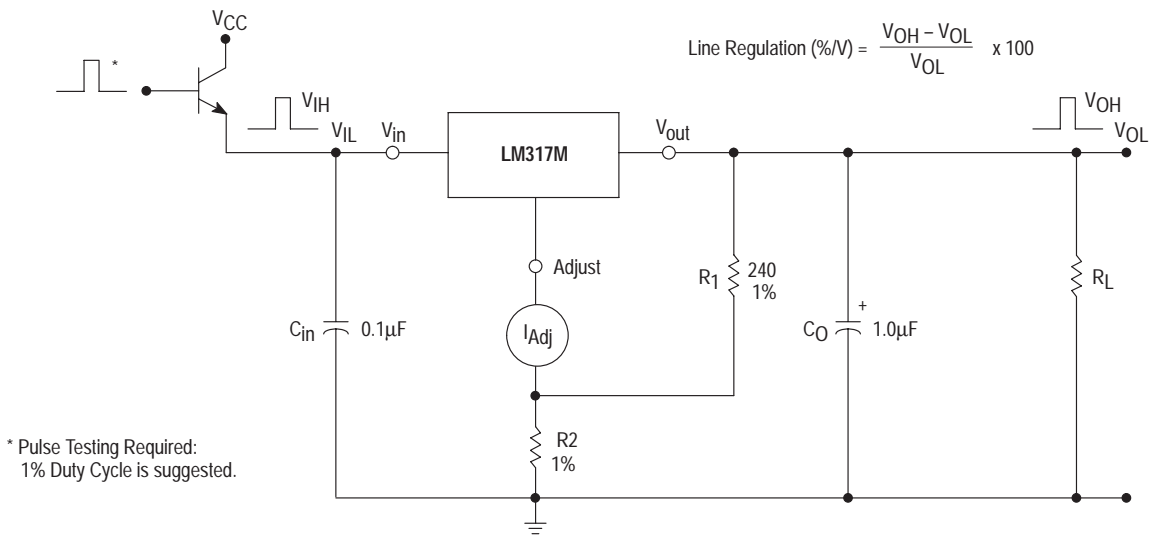 VCC
Line Regulation (%/V) = VOH – VOL
VOL
x 100
*
VIH
VIL
Vin
LM317M
Vout
VOH
VOL
Adjust
R1
240
1%
RL
Cin
0.1µF
IAdj
CO
+
1.0µF
R2
1%
* Pulse Testing Required:
1% Duty Cycle is suggested.